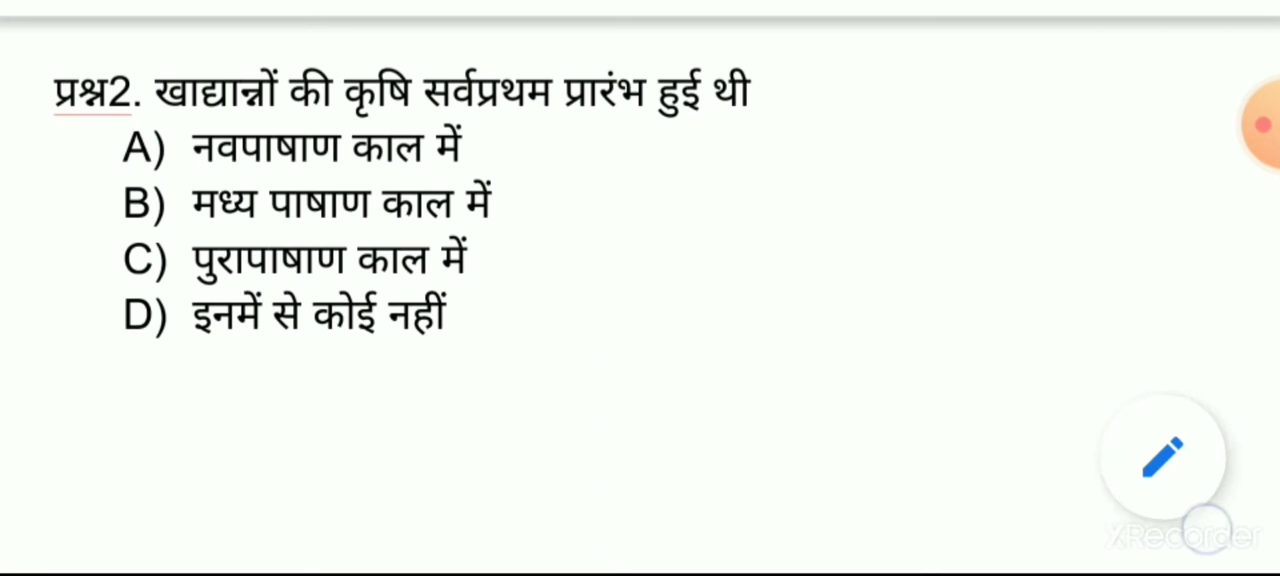 प्रश्न2. खाद्यान्नों की कृषि सर्वप्रथम प्रारंभ हुई थी
A) नवपाषाण काल में
B) मध्य पाषाण काल में
C) पुरापाषाण काल में
D) इनमें से कोई नहीं
XRecorder